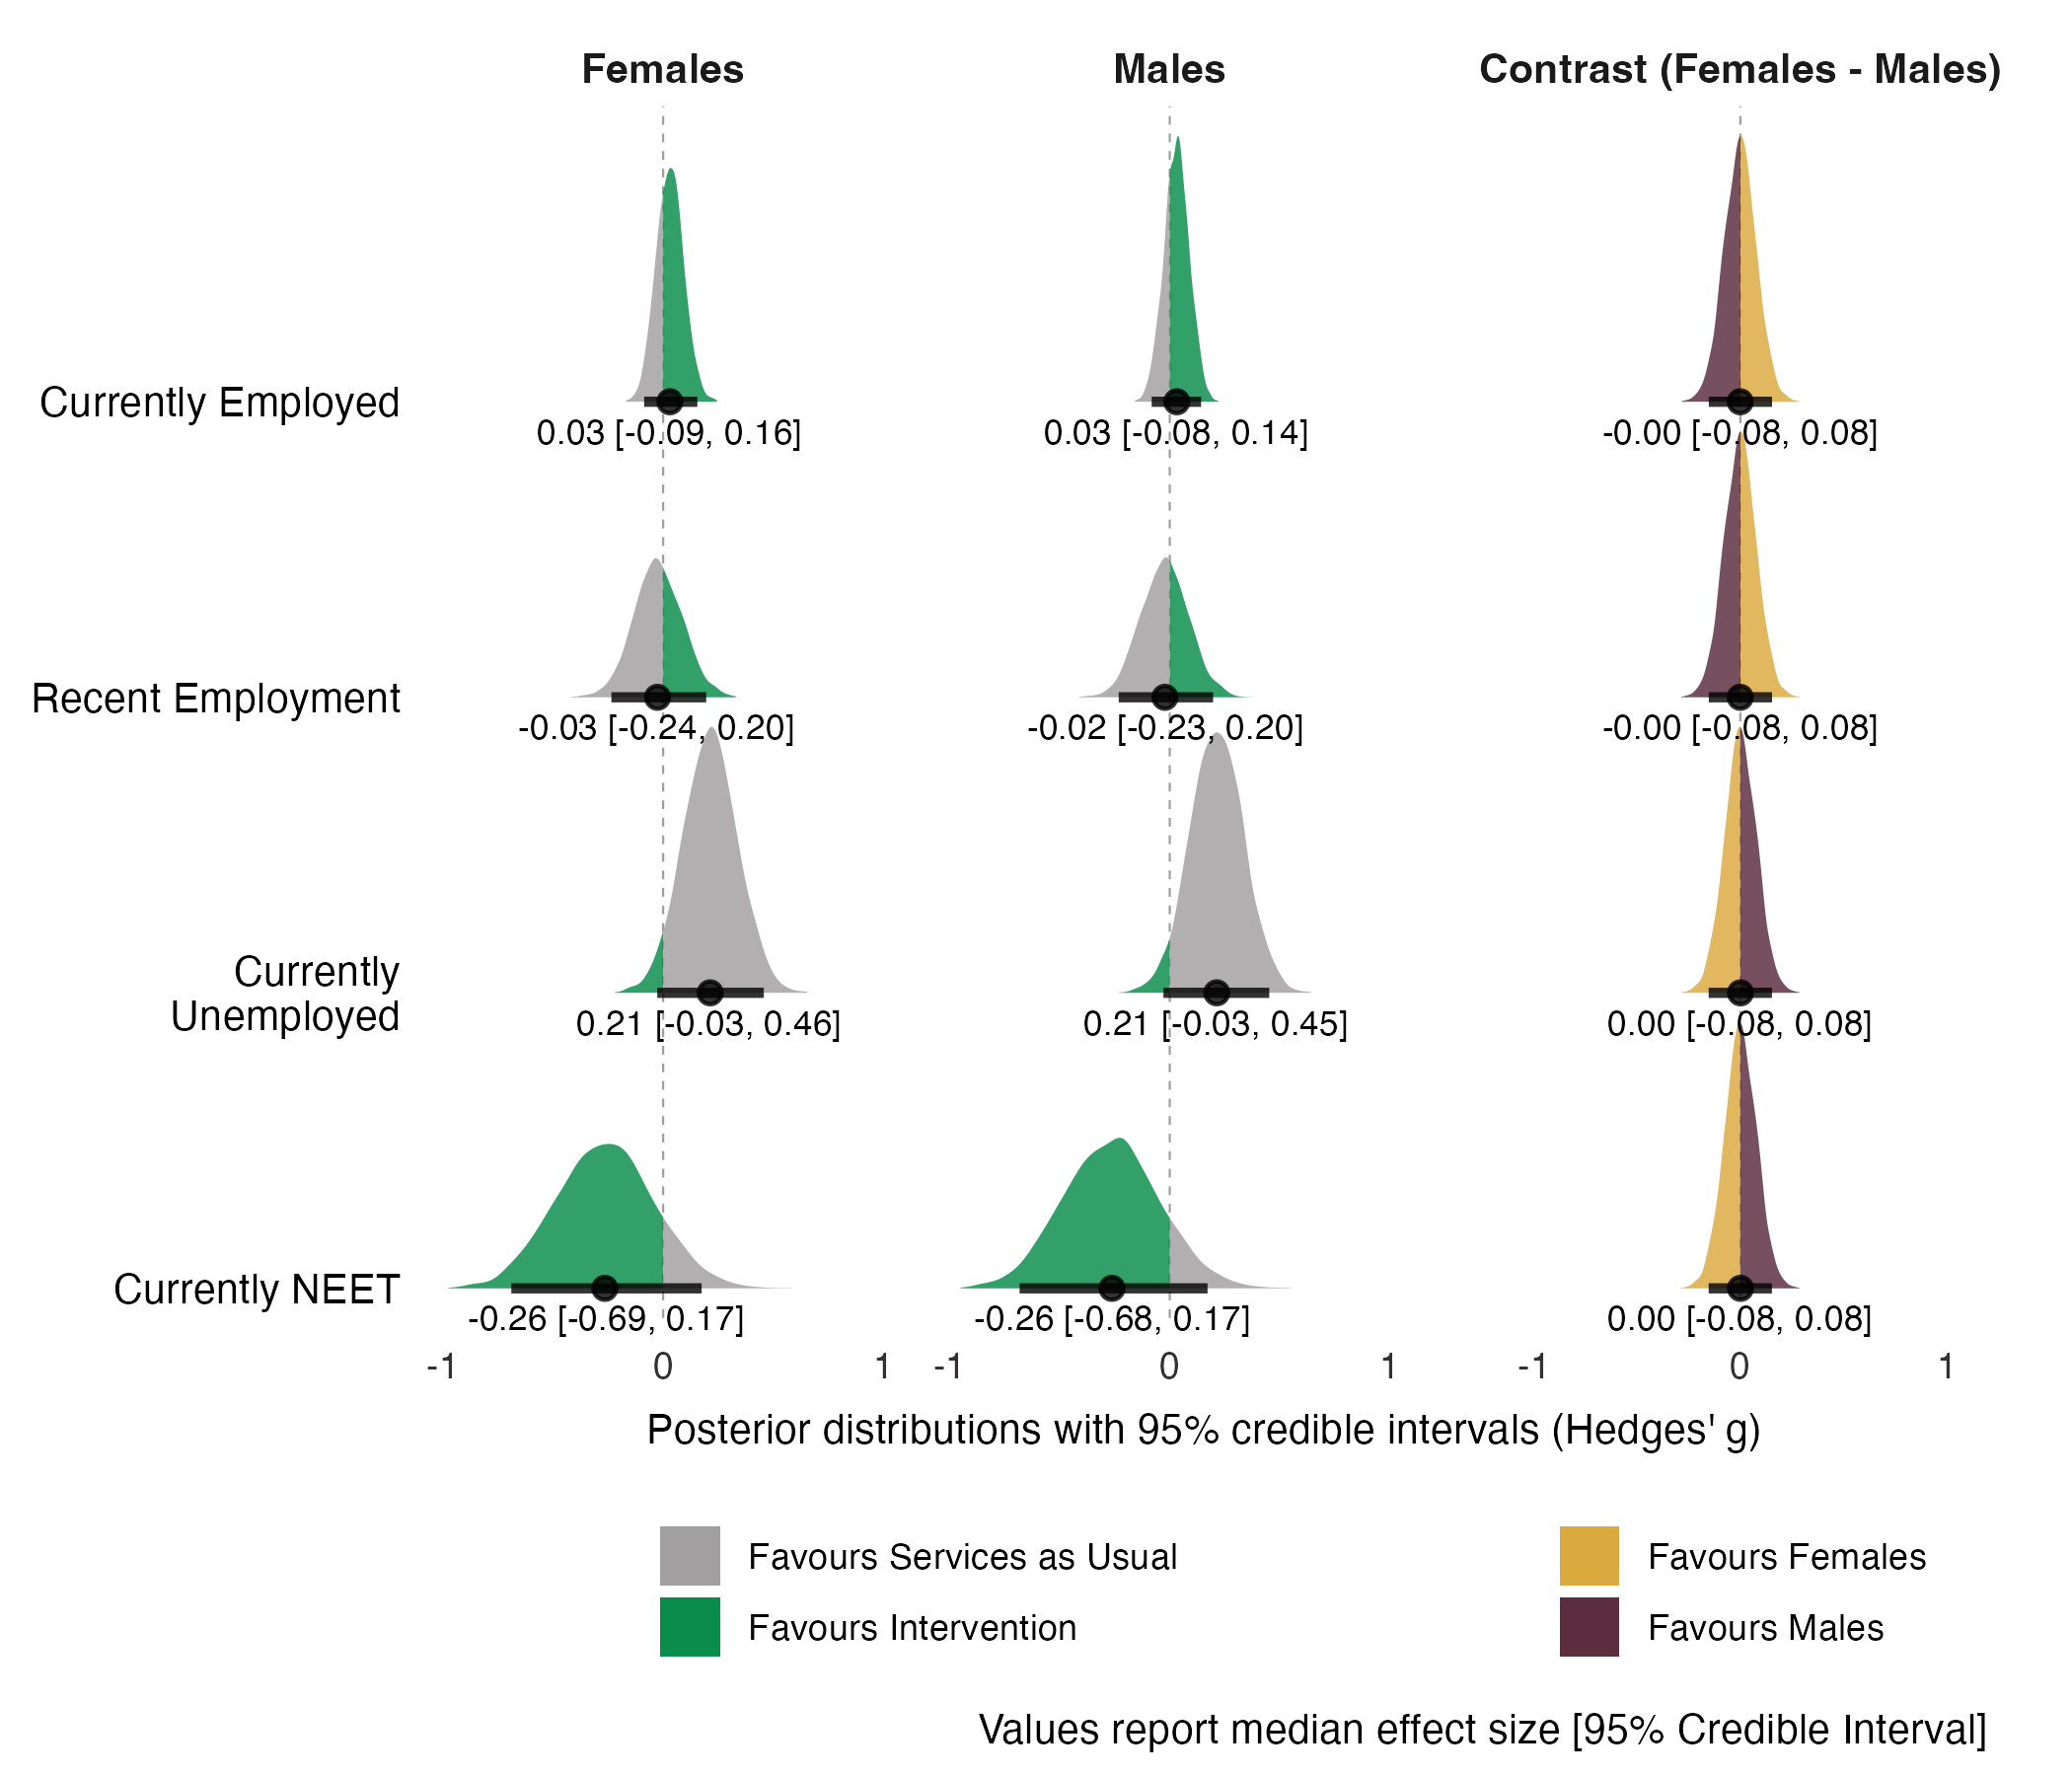 Females Males Contrast (Females - Males)
Currently Employed
0.03 [-0.09, 0.16] 0.03 [-0.08, 0.14] -0.00 [-0.08, 0.08]
Recent Employment
-0.03 [-0.24, 0.20] -0.02 [-0.23, 0.20] -0.00 [-0.08, 0.08]
Currently
Unemployed
0.21 [-0.03, 0.46] 0.21 [-0.03, 0.45] 0.00 [-0.08, 0.08]
Currently NEET
-0.26 [-0.69, 0.17] -0.26 [-0.68, 0.17] 0.00 [-0.08, 0.08]
-1 0 1 -1 0 1 -1 0 1
Posterior distributions with 95% credible intervals (Hedges' g)
Favours Services as Usual Favours Females
Favours Intervention Favours Males
Values report median effect size [95% Credible Interval]